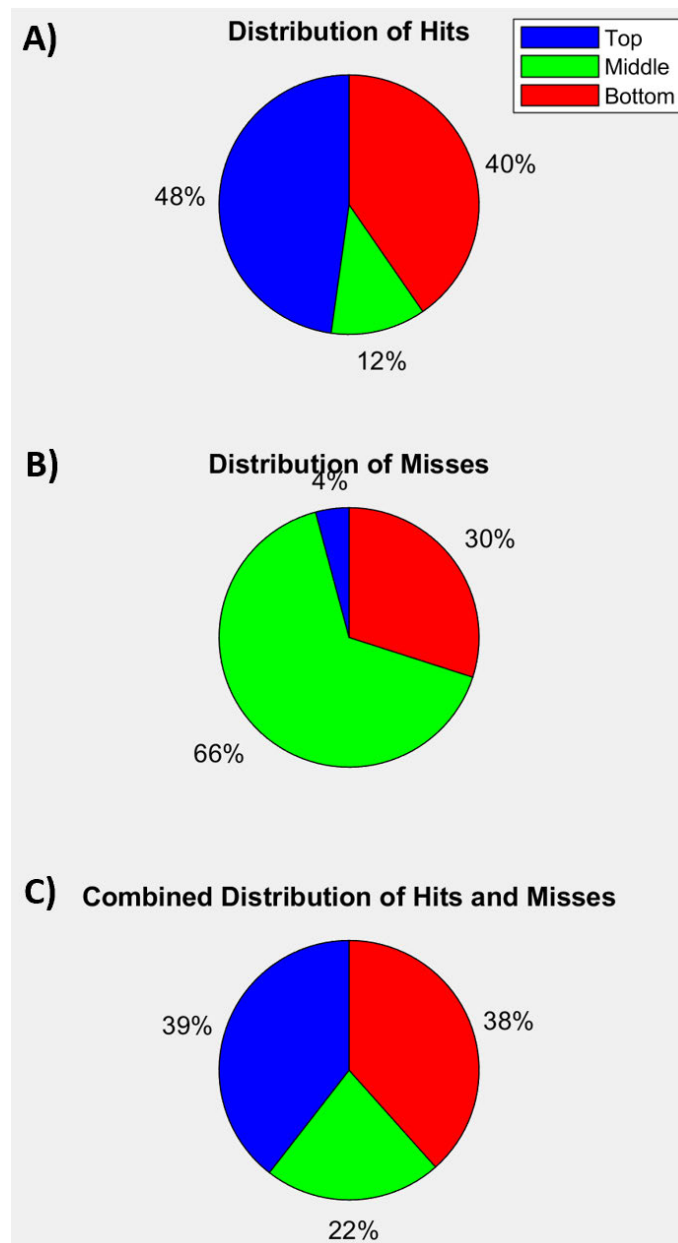 A)
Distribution of Hits
Top
Middle
Bottom
48%
40%
12%
B)
Distribution of Misses
4%
30%
66%
C)
Combined Distribution of Hits and Misses
39%
38%
22%